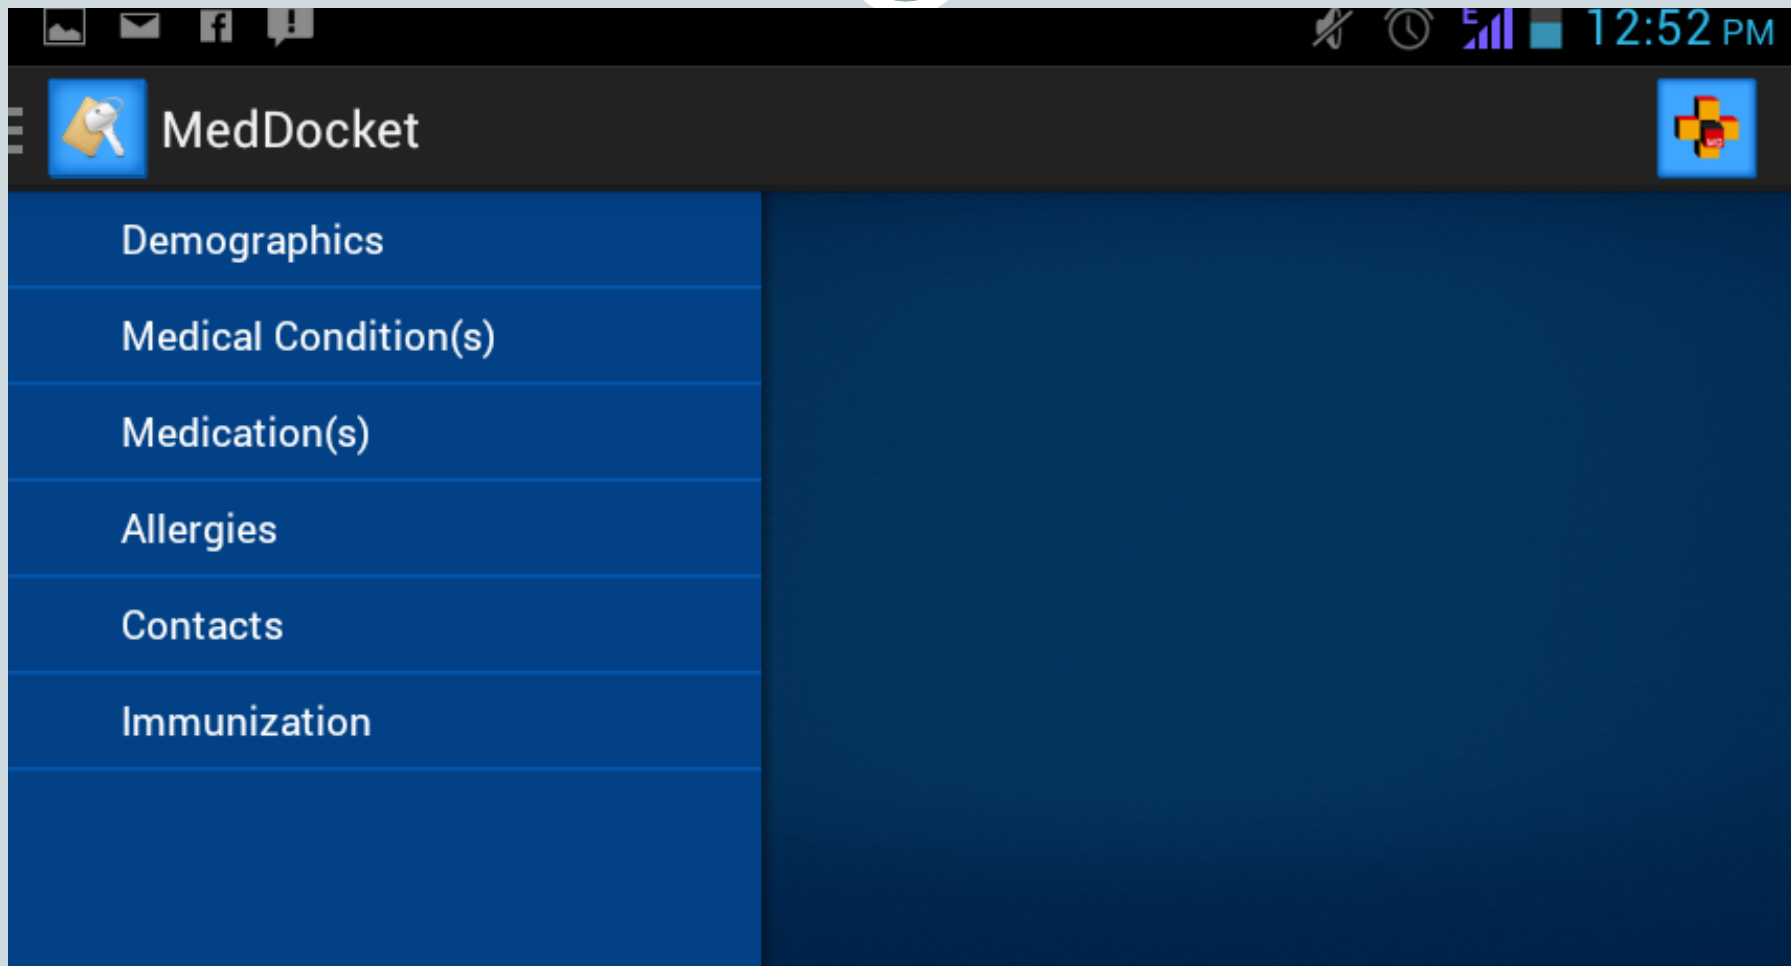 E 12:52 PM
MedDocket
Demographics
Medical Condition(s)
Medication(s)
Allergies
Contacts
Immunization